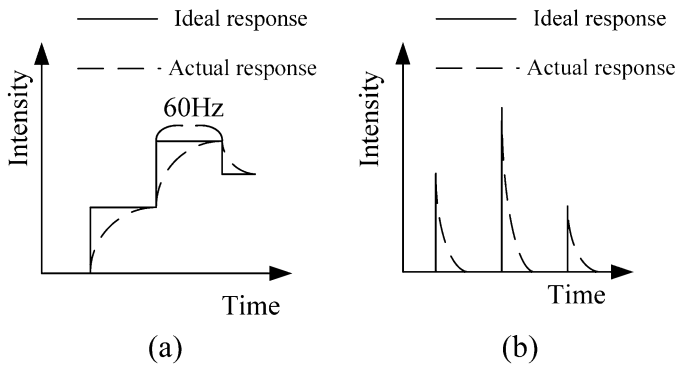 Ideal response
Actual response
60Hz
Intensity
Time
(a)
Ideal response
Actual response
Intensity
Time
(b)